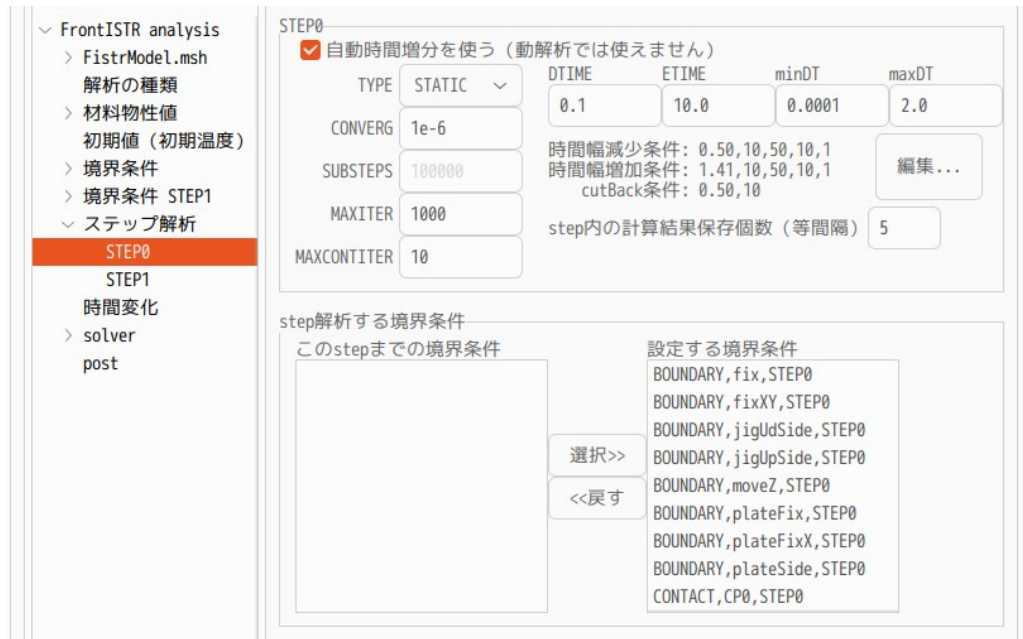 FrontISTR analysis
FistrModel.msh
解析の種類
材料物性値
初期値（初期温度）
境界条件
境界条件 STEP1
ステップ解析
STEP0
STEP1
時間変化
solver
post
STEP0
自動時間増分を使う（動解析では使えません）
TYPE STATIC
CONVERG 1e-6
SUBSTEPS 100000
MAXITER 1000
MAXCONTITER 10
DTIME ETIME minDT maxDT
0.1 10.0 0.0001 2.0
時間幅減少条件: 0.50,10,50,10,1
時間幅増加条件: 1.41,10,50,10,1
cutBack条件: 0.50,10
編集...
step内の計算結果保存個数（等間隔） 5
step解析する境界条件
このstepまでの境界条件
選択>>
<<戻す
設定する境界条件
BOUNDARY,fix,STEP0
BOUNDARY,fixXY,STEP0
BOUNDARY,jigUdSide,STEP0
BOUNDARY,jigUpSide,STEP0
BOUNDARY,moveZ,STEP0
BOUNDARY,plateFix,STEP0
BOUNDARY,plateFixX,STEP0
BOUNDARY,plateSide,STEP0
CONTACT,CP0,STEP0